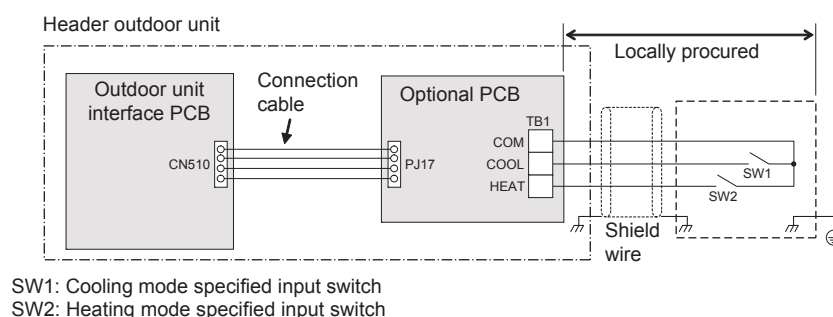 Header outdoor unit
Locally procured
Outdoor unit
interface PCB
Connection
cable
Optional PCB
TB1
CN510
PJ17
COM
COOL
HEAT
SW1
SW2
Shield
wire
SW1: Cooling mode specified input switch
SW2: Heating mode specified input switch